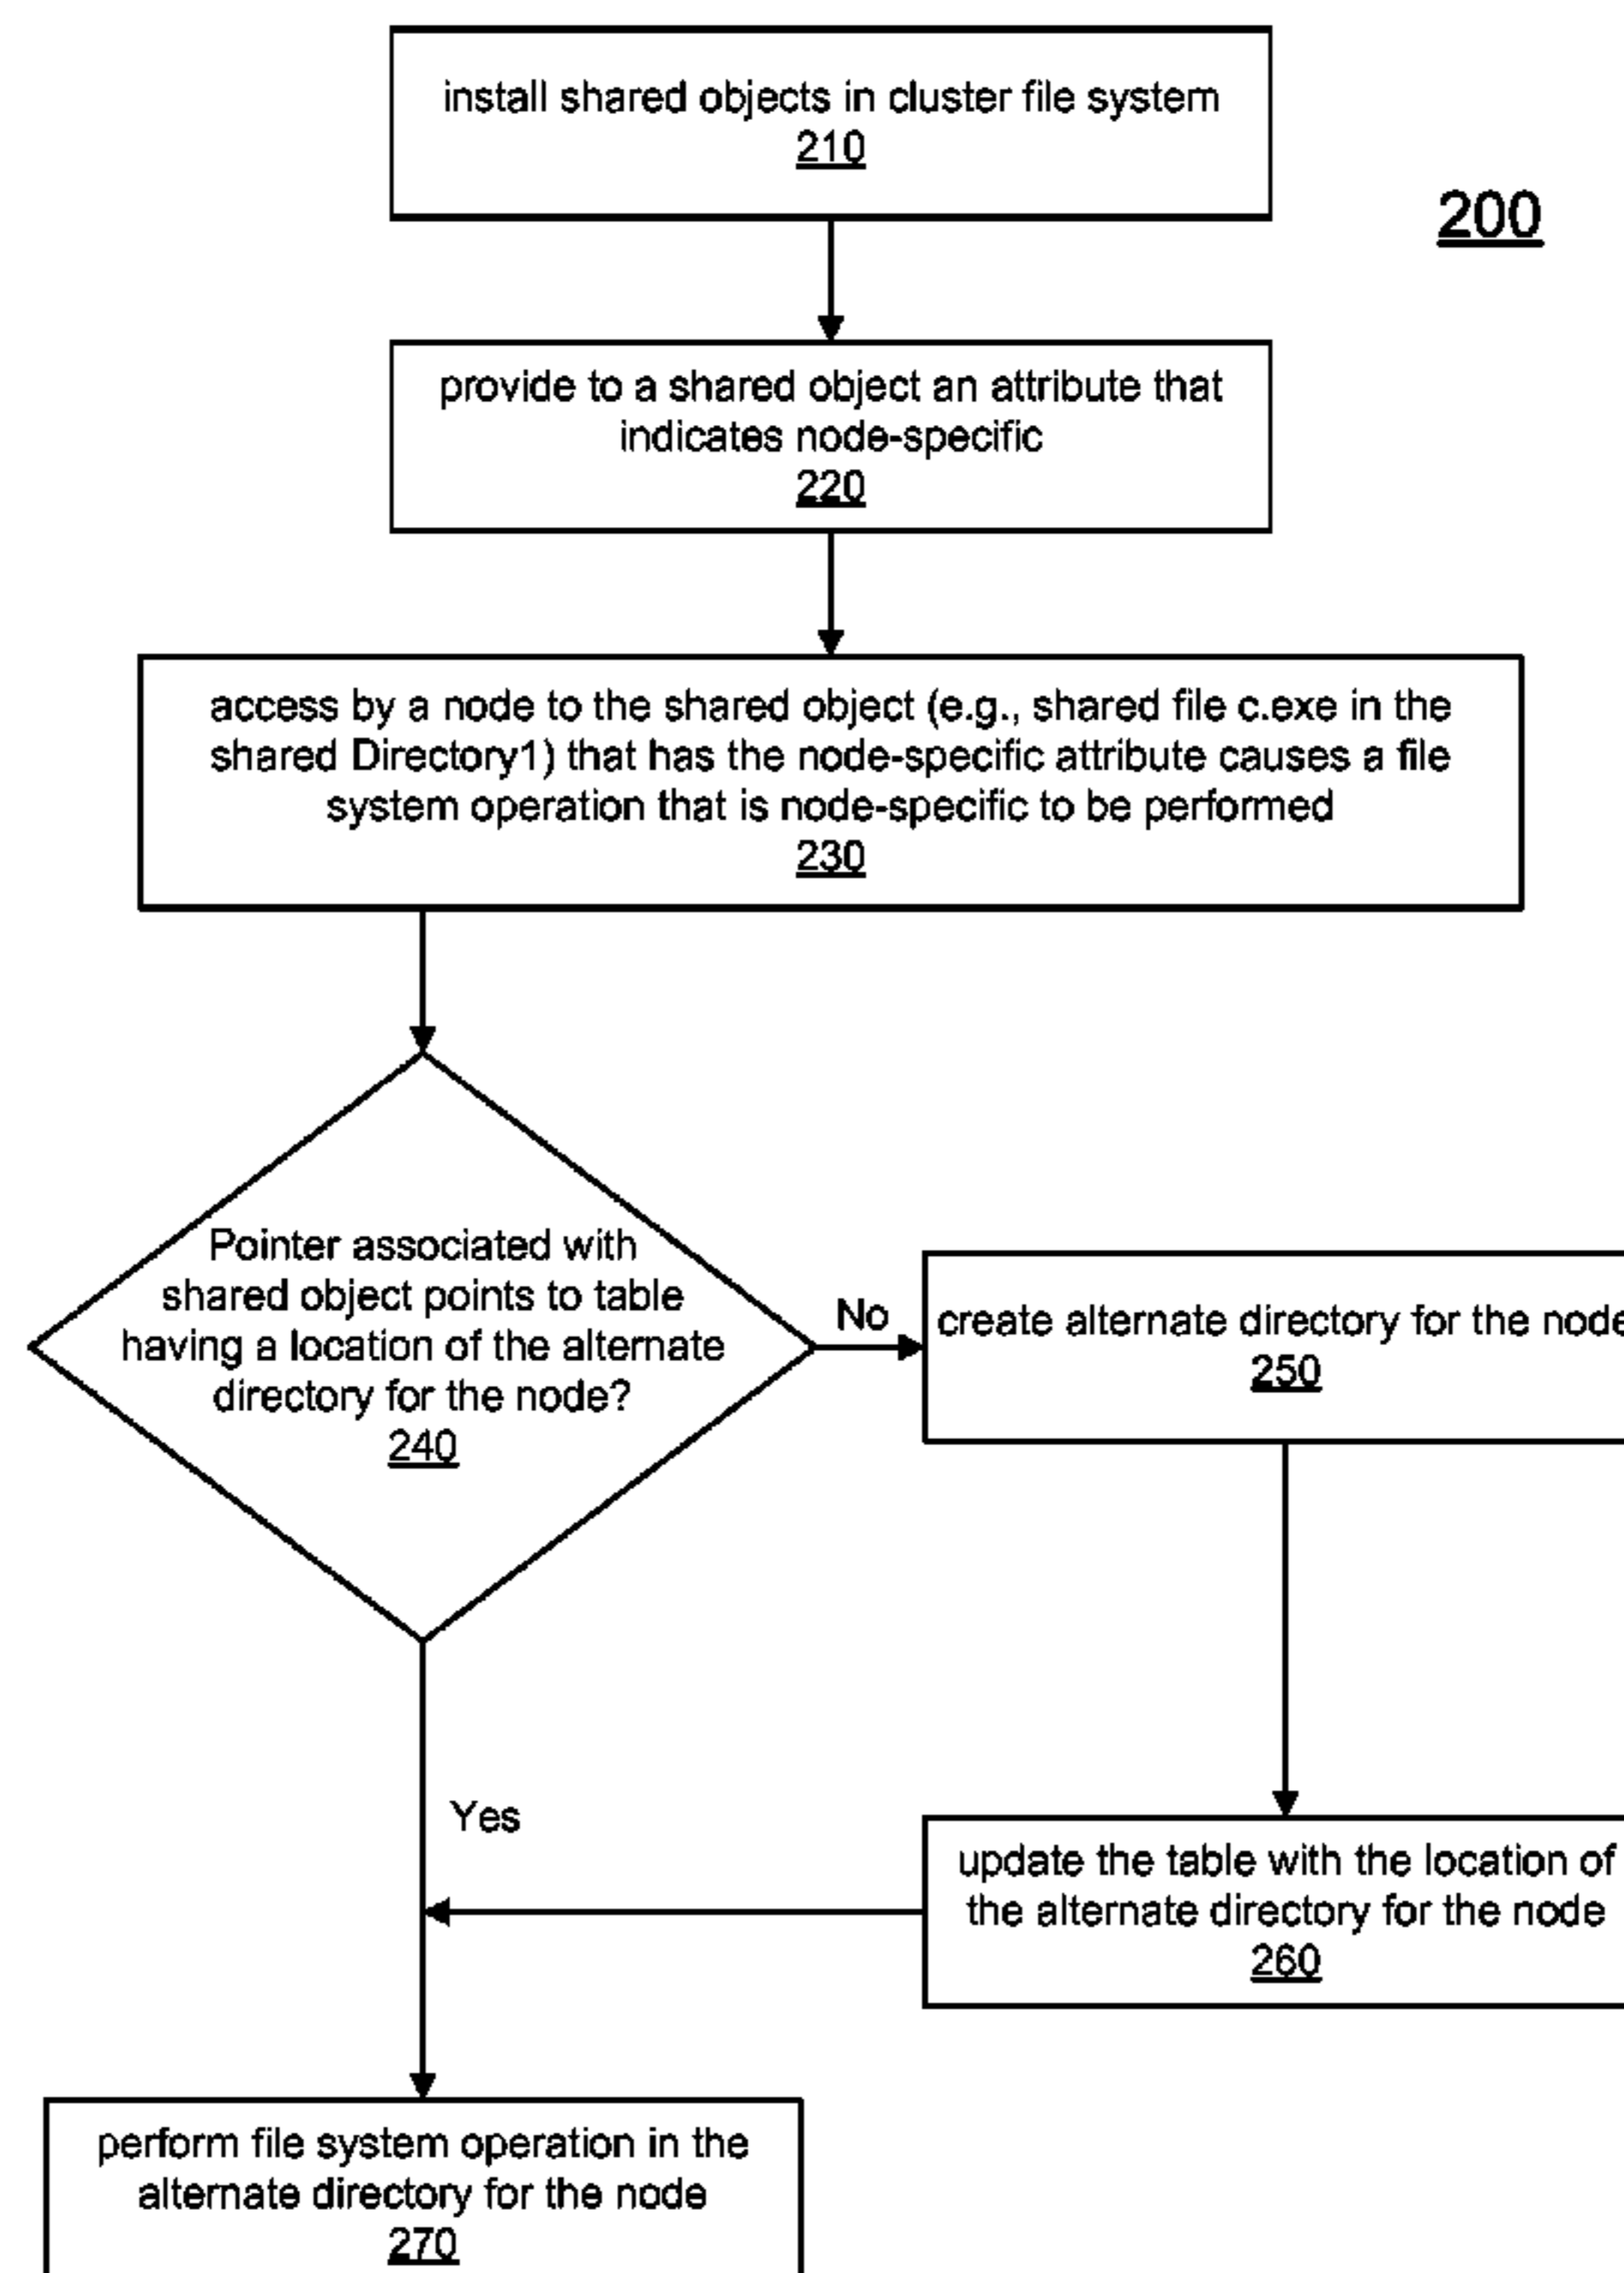 install shared objects in cluster file system
210
200
provide to a shared object an attribute that
indicates node-specific
220
access by a node to the shared object (e.g., shared file c.exe in the
shared Directory1) that has the node-specific attribute causes a file
system operation that is node-specific to be performed
230
Pointer associated with
shared object points to table
having a location of the alternate
directory for the node?
240
No
create alternate directory for the node
250
Yes
update the table with the location of
the alternate directory for the node
260
perform file system operation in the
alternate directory for the node
270